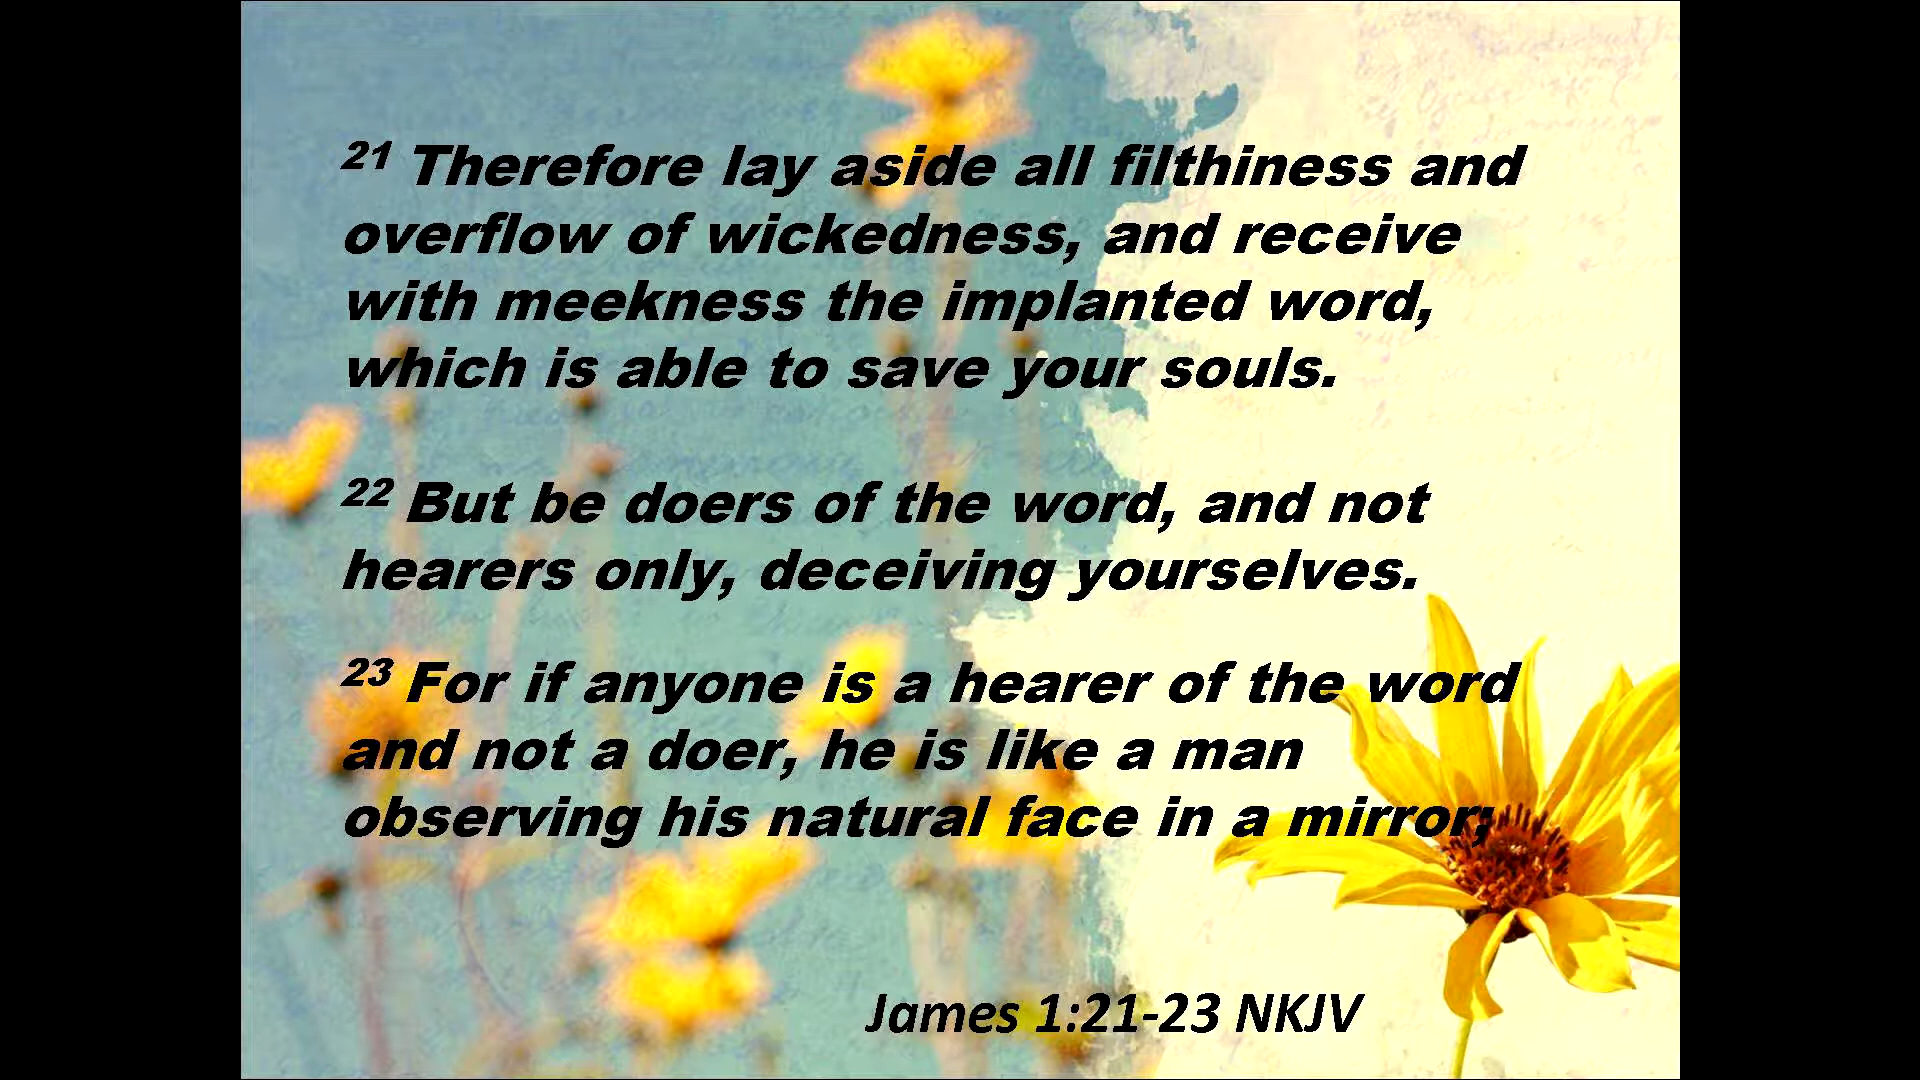 21 Therefore lay aside all filthiness and
overflow of wickedness, and receive
with meekness the implanted word,
which is able to save your souls.
22 But be doers of the word, and not
hearers only, deceiving yourselves.
23 For if anyone is a hearer of the word
and not a doer, he is like a man
observing his natural face in a mirror;
James 1:21-23 NKJV